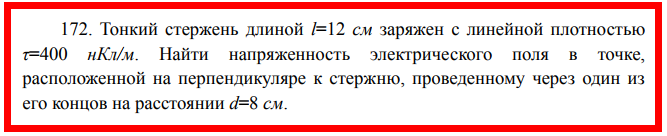 172. Тонкий стержень длиной l=12 см заряжен с линейной плотностью
τ=400 нКл/м. Найти напряженность электрического поля в точке,
расположенной на перпендикуляре к стержню, проведенному через один из
его концов на расстоянии d=8 см.